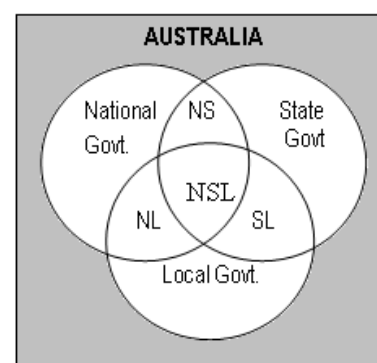 AUSTRALIA
National
Govt.
NS
State
Govt
NSL
NL
SL
Local Govt.